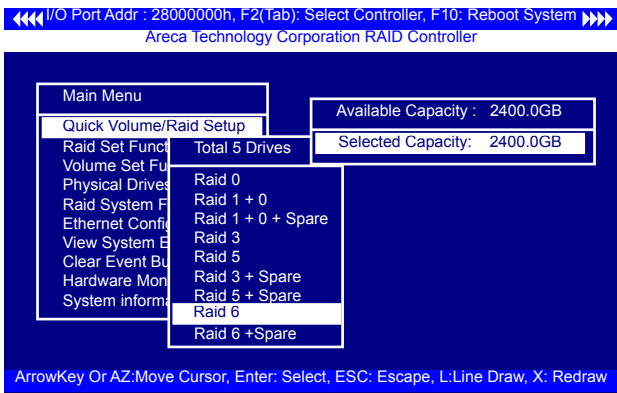 I/O Port Addr : 28000000h, F2(Tab): Select Controller, F10: Reboot System
Areca Technology Corporation RAID Controller
Main Menu
Quick Volume/Raid Setup
Raid Set Funct
Volume Set Fu
Physical Drives
Raid System F
Ethernet Config
View System E
Clear Event Bu
Hardware Mon
System informa
Total 5 Drives
Raid 0
Raid 1 + 0
Raid 1 + 0 + Spare
Raid 3
Raid 5
Raid 3 + Spare
Raid 5 + Spare
Raid 6
Raid 6 +Spare
Available Capacity : 2400.0GB
Selected Capacity: 2400.0GB
ArrowKey Or AZ:Move Cursor, Enter: Select, ESC: Escape, L:Line Draw, X: Redraw